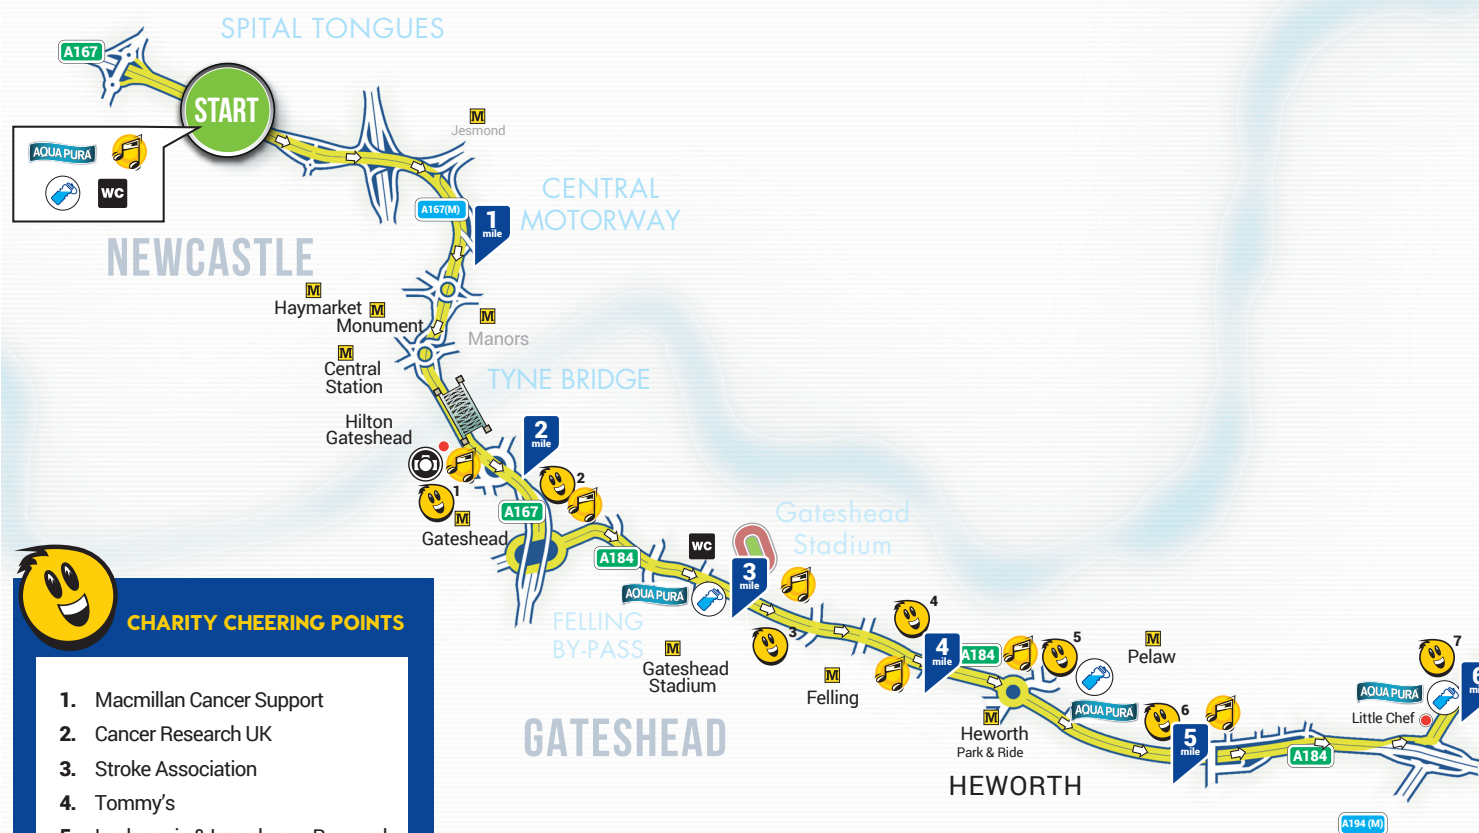 SPITAL TONGUES
A167
START
AQUA PURA
WC
M
Jesmond
CENTRAL
MOTORWAY
A167(M)
1
mile
NEWCASTLE
M
Haymarket
M
Monument
M
Manors
M
Central
Station
TYNE BRIDGE
Hilton
Gateshead
2
mile
1
2
M
Gateshead
A167
A184
WC
Gateshead
Stadium
3
mile
AQUA PURA
FELLING
BY-PASS
3
M
Gateshead
Stadium
GATESHEAD
M
Felling
4
4
mile
A184
5
M
Pelaw
AQUA PURA
6
M
Heworth
Park & Ride
HEWORTH
5
mile
A184
7
AQUA PURA
Little Chef
A194 (M)
CHARITY CHEERING POINTS
1. Macmillan Cancer Support
2. Cancer Research UK
3. Stroke Association
4. Tommy's